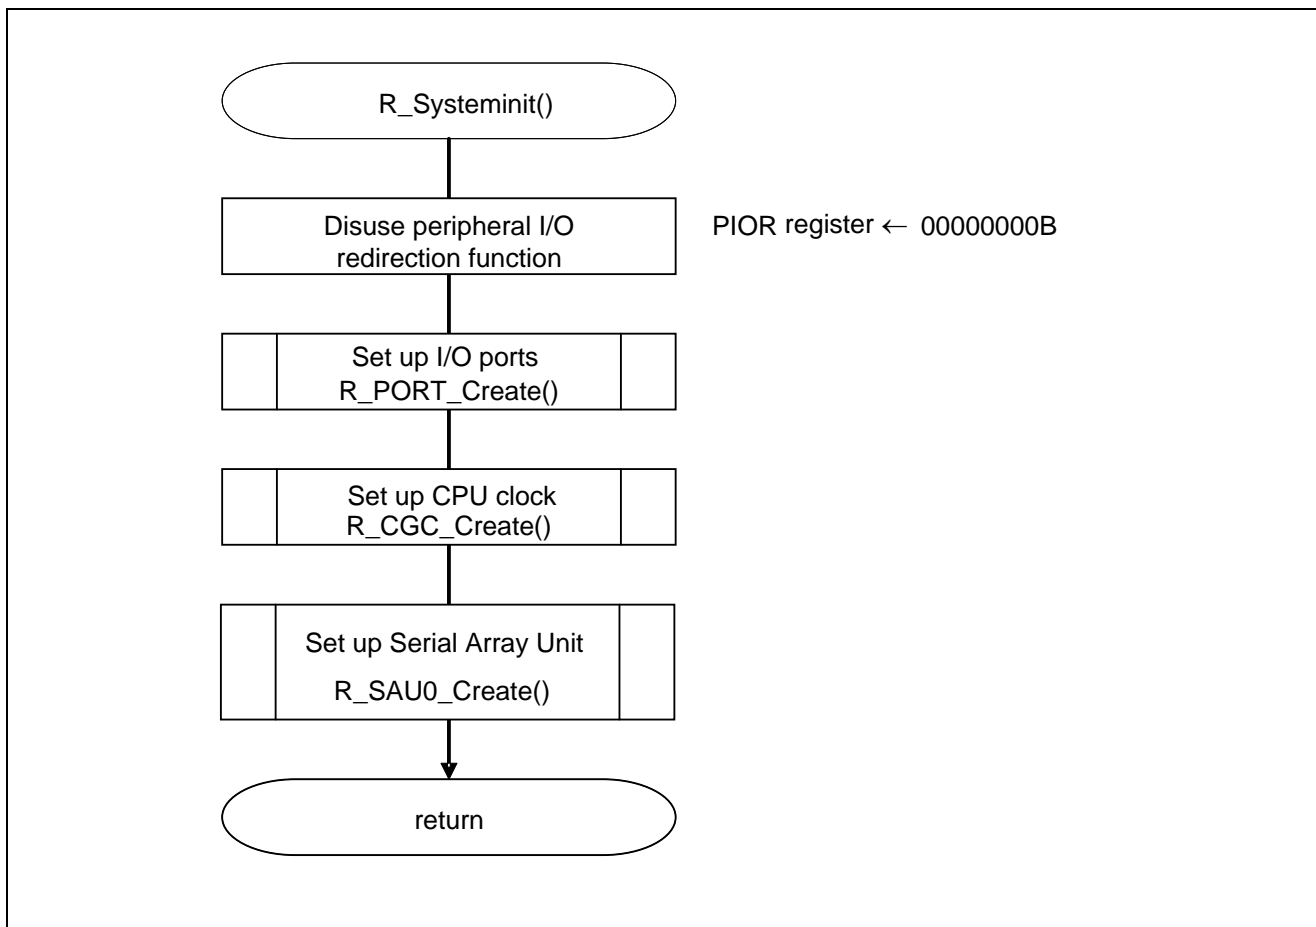 R_Systeminit()
Disuse peripheral I/O
redirection function
PIOR register ← 00000000B
Set up I/O ports
R_PORT_Create()
Set up CPU clock
R_CGC_Create()
Set up Serial Array Unit
R_SAU0_Create()
return